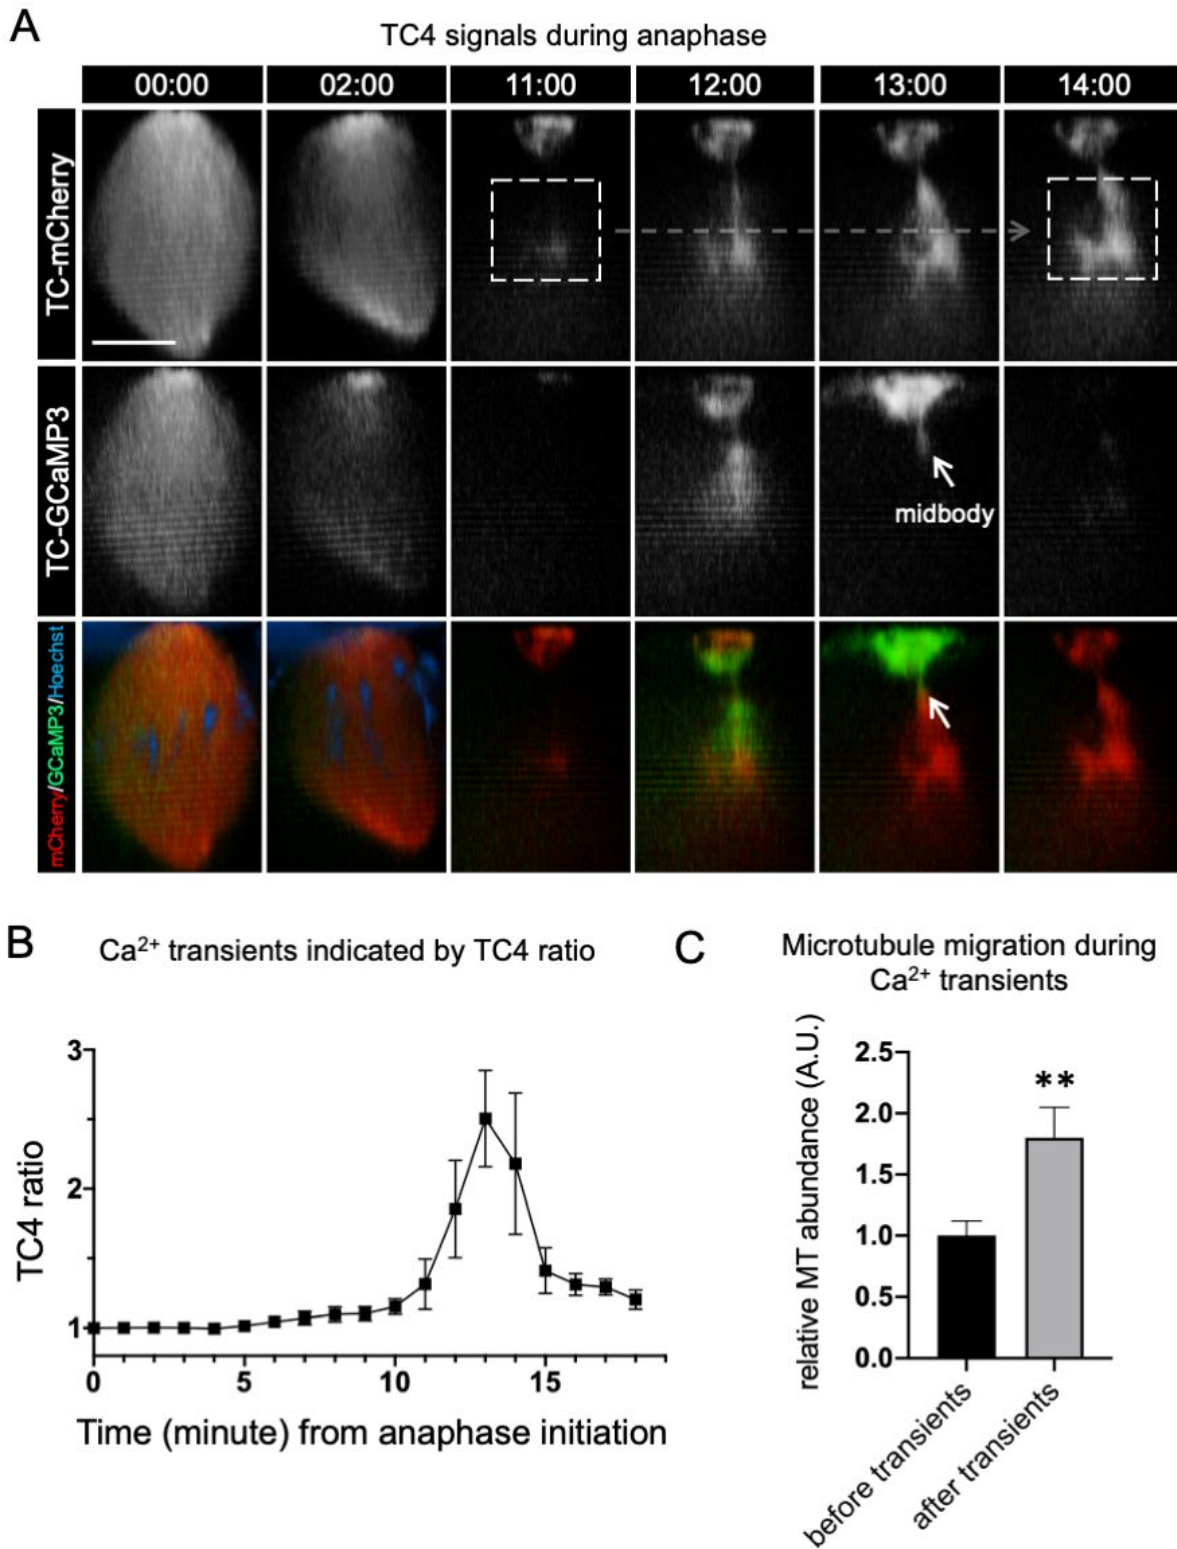 A
TC4 signals during anaphase
00:00 02:00 11:00 12:00 13:00 14:00
TC-mCherry
TC-GCaMP3
midbody
mCherry/GCaMP3/Hoechst
B
Ca²⁺ transients indicated by TC4 ratio
TC4 ratio
3
2
1
0 5 10 15
Time (minute) from anaphase initiation
C
Microtubule migration during
Ca²⁺ transients
relative MT abundance (A.U.)
2.5
2.0
1.5
1.0
0.5
0.0
**
before transients
after transients